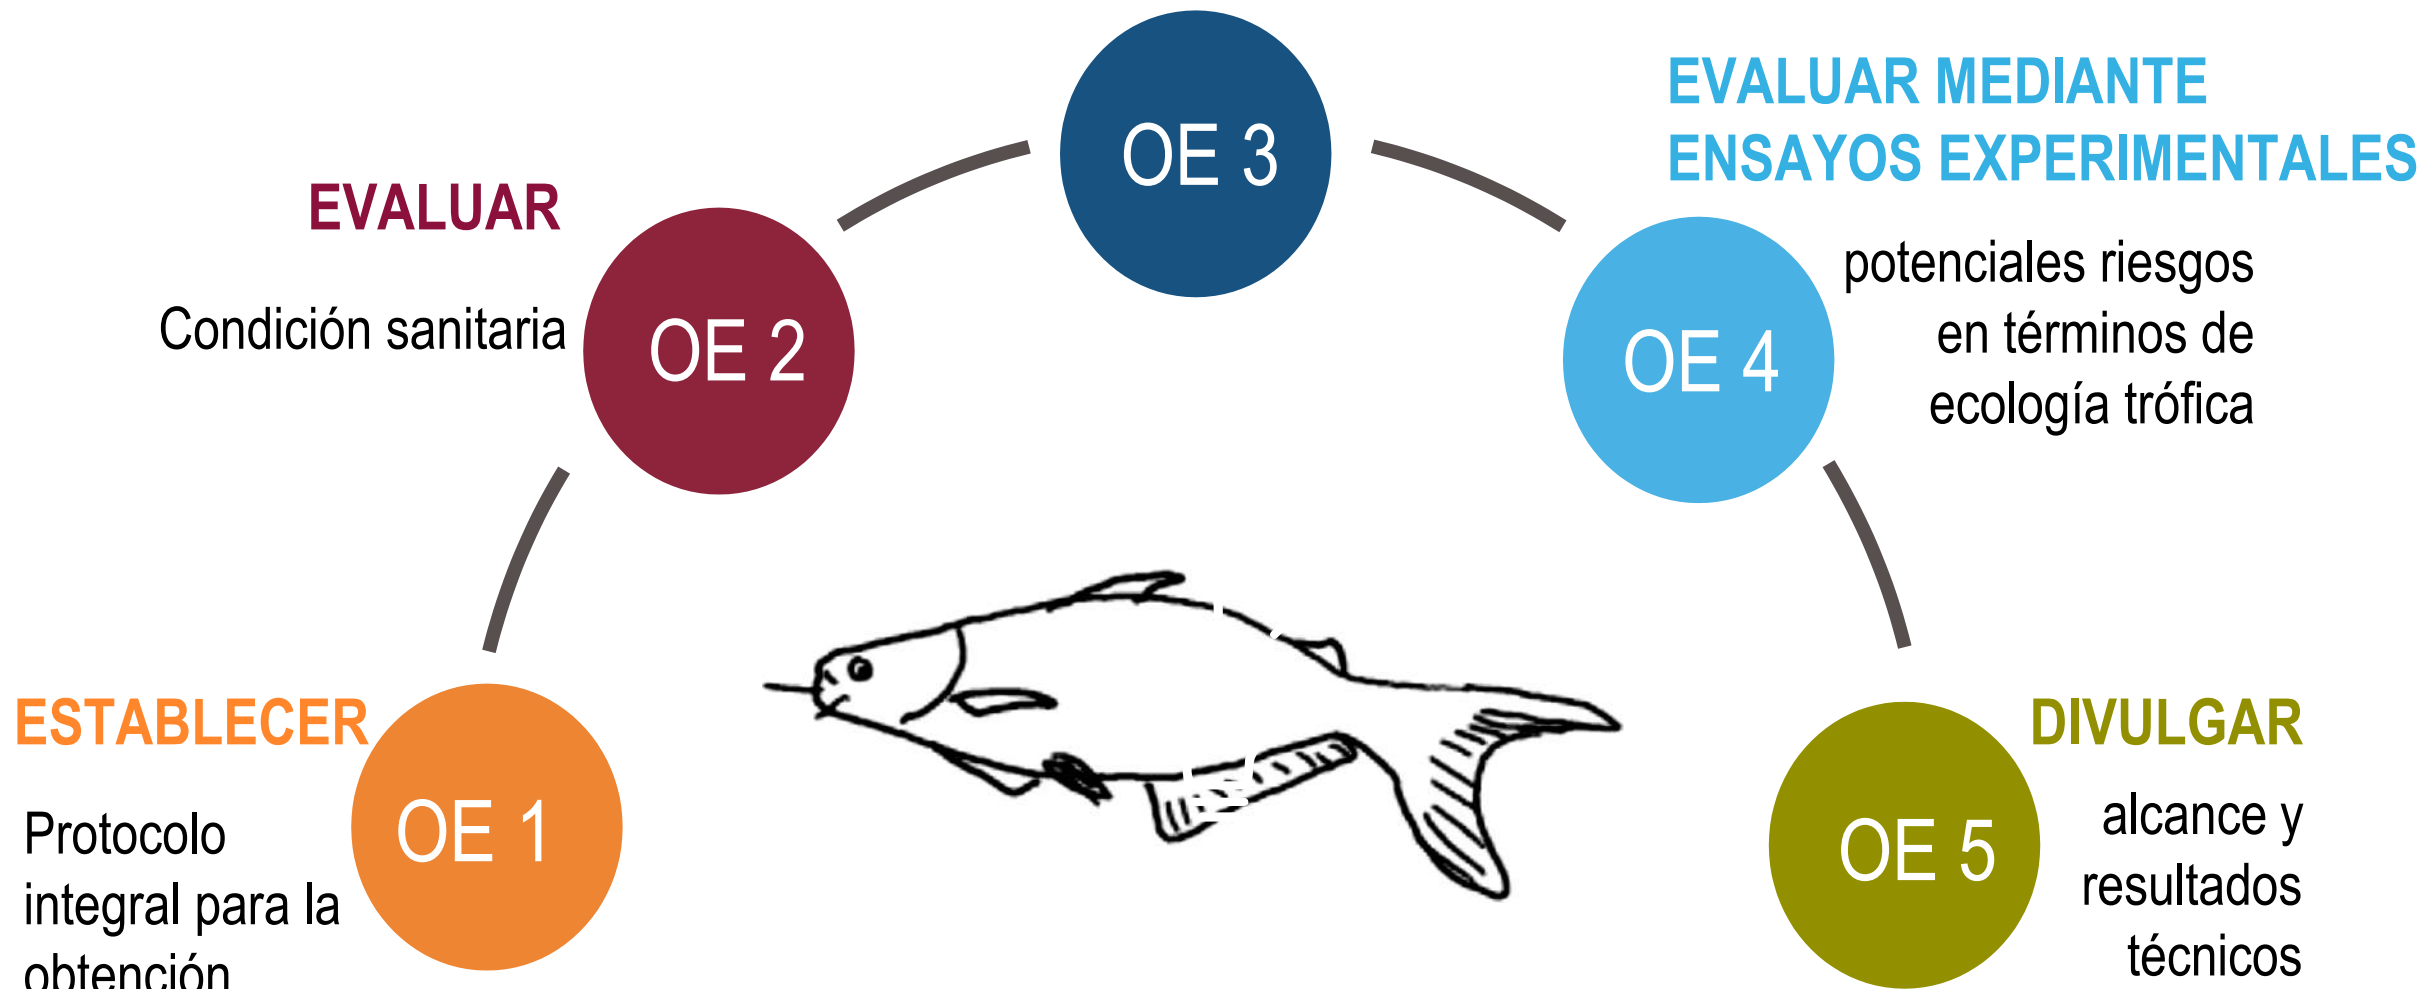 ESTABLECER
Protocolo
integral para la
obtención
OE 1
EVALUAR
Condición sanitaria
OE 2
OE 3
EVALUAR MEDIANTE
ENSAYOS EXPERIMENTALES
potenciales riesgos
en términos de
ecología trófica
OE 4
DIVULGAR
alcance y
resultados
técnicos
OE 5